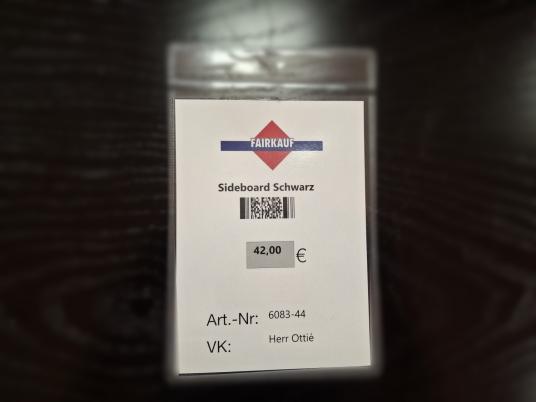 FAIRKAUF
Sideboard Schwarz
42,00 €
Art.-Nr: 6083-44
VK: Herr Ottié